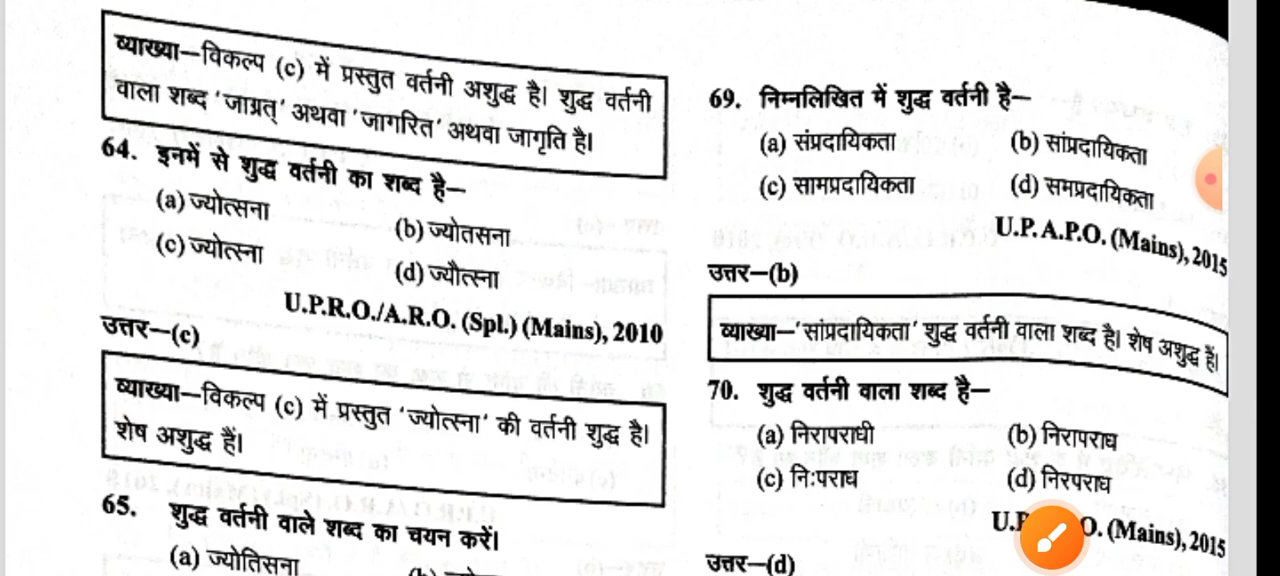 व्याख्या–विकल्प (c) में प्रस्तुत वर्तनी अशुद्ध है। शुद्ध वर्तनी
वाला शब्द 'जाग्रत्' अथवा 'जागरित' अथवा जागृति है।
64. इनमें से शुद्ध वर्तनी का शब्द है–
(a) ज्योत्सना
(b) ज्योतसना
(c) ज्योत्स्ना
(d) ज्यौत्स्ना
U.P.R.O./A.R.O. (Spl.) (Mains), 2010
उत्तर–(c)
व्याख्या–विकल्प (c) में प्रस्तुत 'ज्योत्स्ना' की वर्तनी शुद्ध है।
शेष अशुद्ध हैं।
65. शुद्ध वर्तनी वाले शब्द का चयन करें।
(a) ज्योतिसना
69. निम्नलिखित में शुद्ध वर्तनी है–
(a) संप्रदायिकता (b) सांप्रदायिकता
(c) सामप्रदायिकता (d) समप्रदायिकता
U.P.A.P.O. (Mains), 2015
उत्तर–(b)
व्याख्या–'सांप्रदायिकता' शुद्ध वर्तनी वाला शब्द है। शेष अशुद्ध हैं।
70. शुद्ध वर्तनी वाला शब्द है–
(a) निरापराधी (b) निरापराध
(c) निःपराध (d) निरपराध
O. (Mains), 2015
उत्तर–(d)